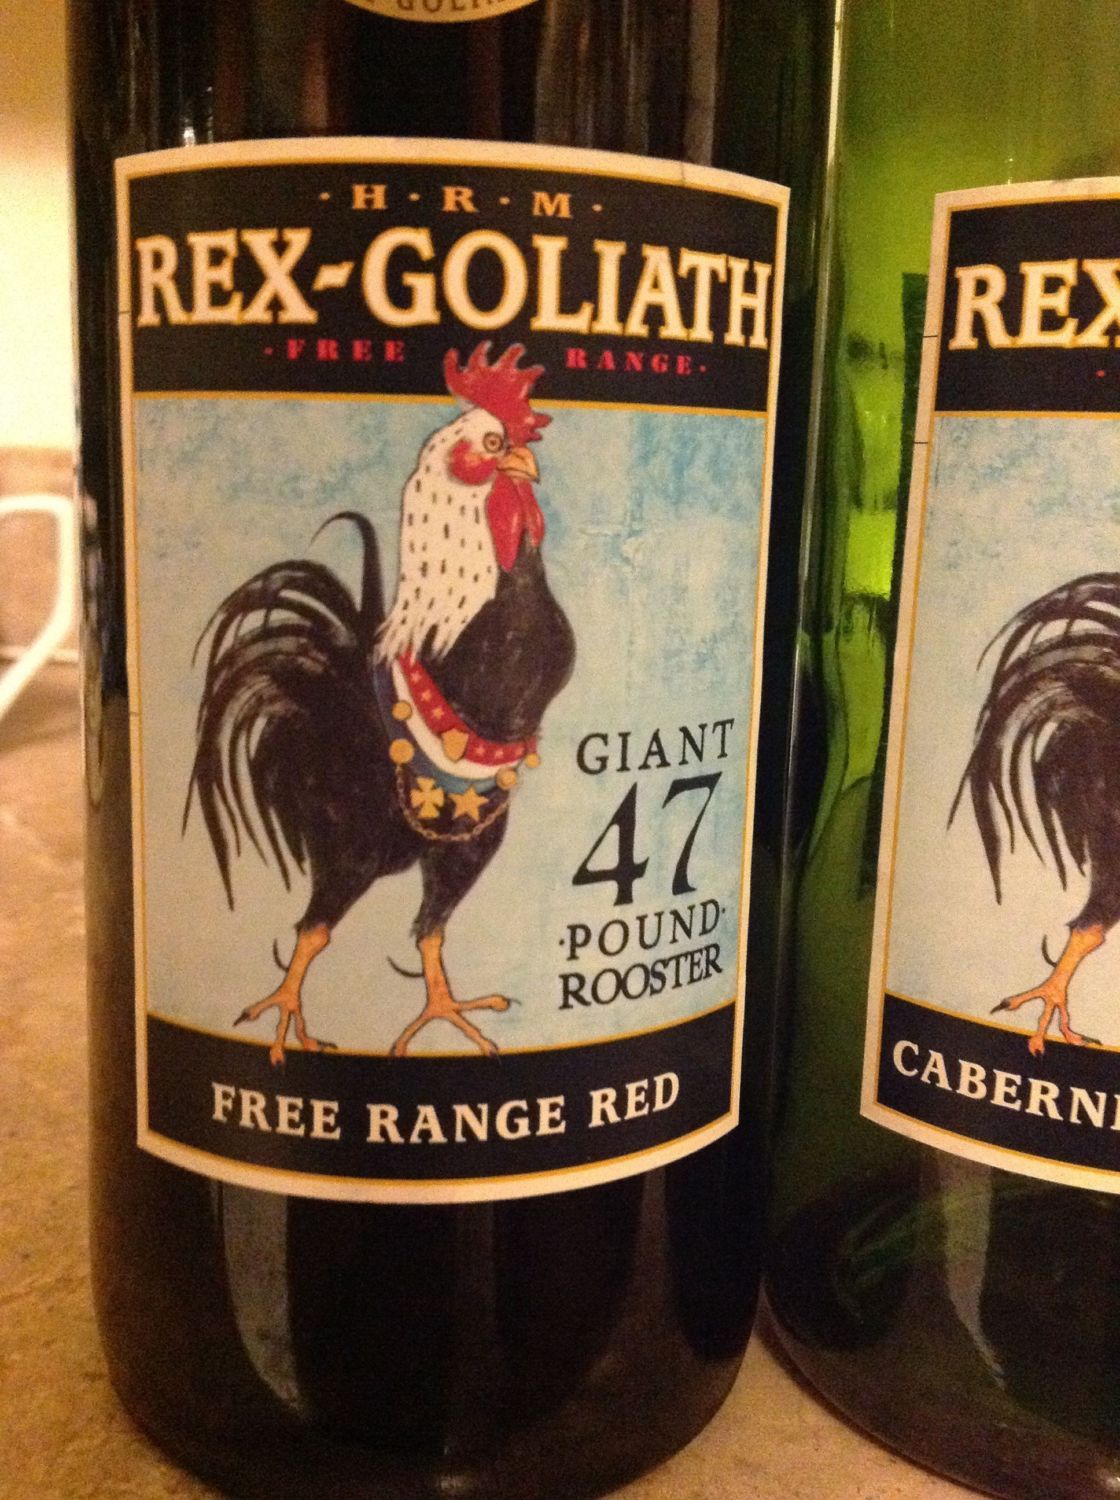 · H · R · M ·
REX-GOLIATH
· FREE RANGE ·
GIANT
47
· POUND ·
ROOSTER
FREE RANGE RED
REX
CABERN